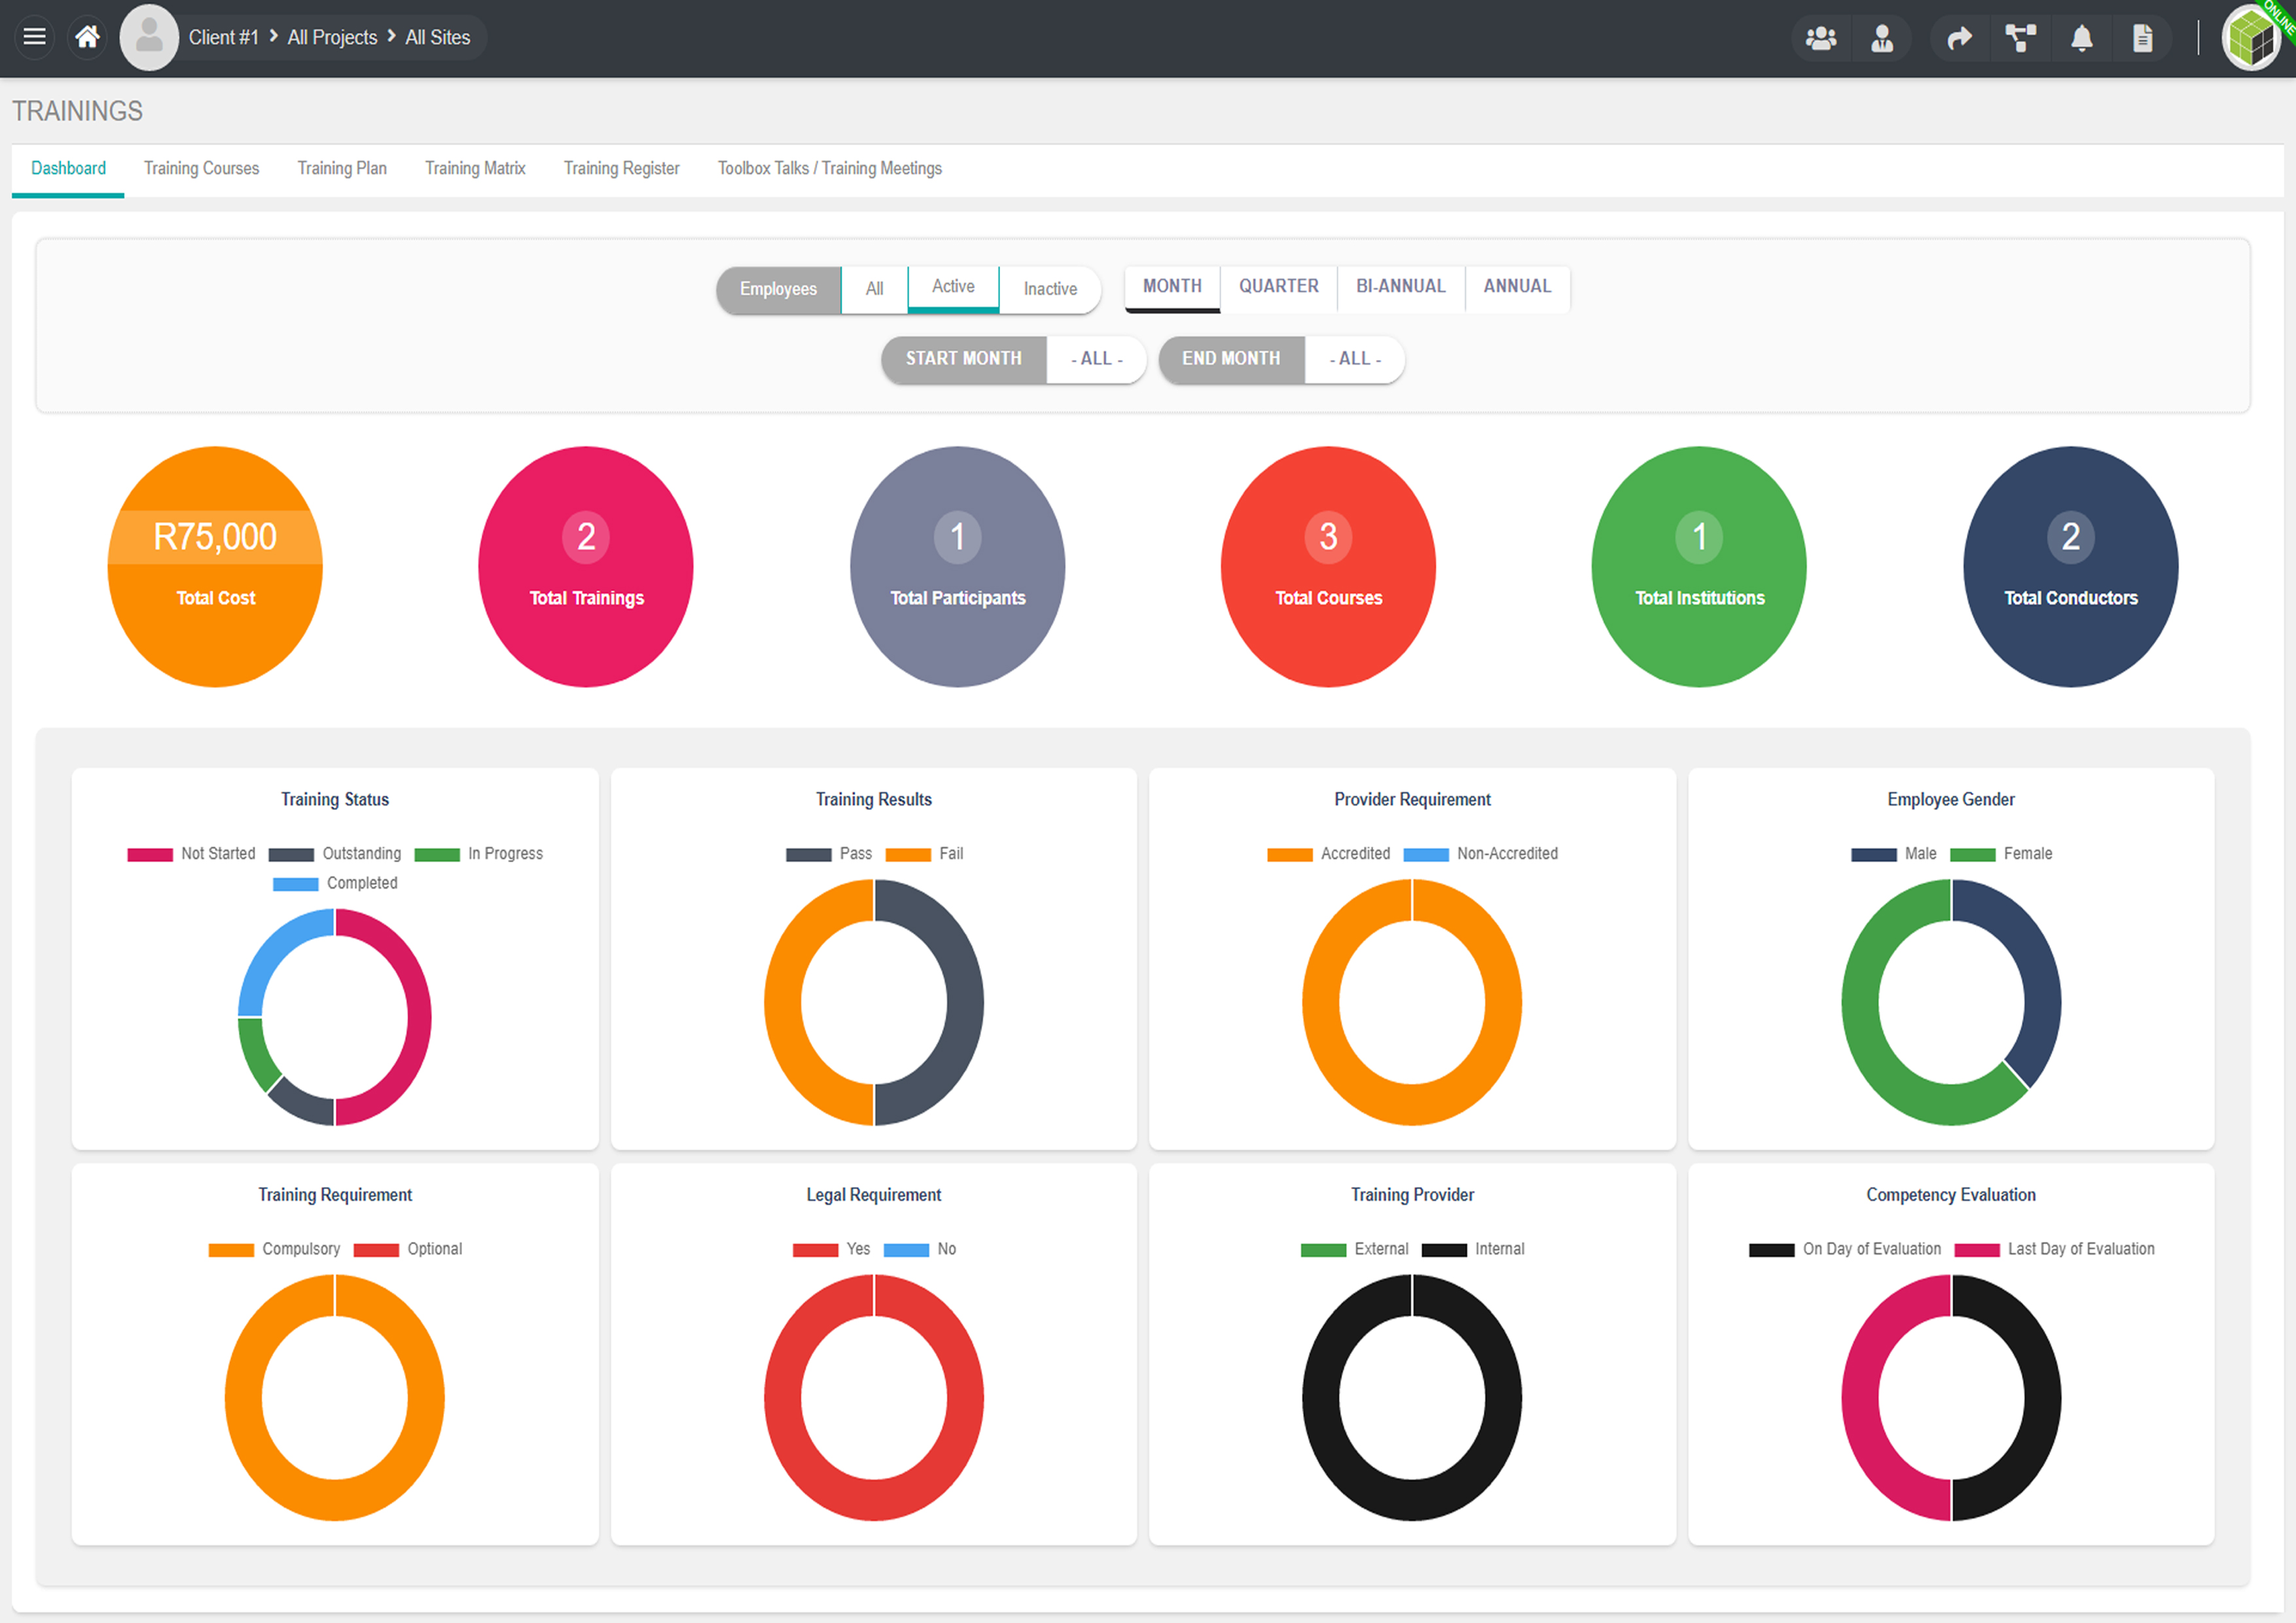 Client #1 > All Projects > All Sites
ONLINE
TRAININGS
Dashboard Training Courses Training Plan Training Matrix Training Register Toolbox Talks / Training Meetings
Employees All Active Inactive MONTH QUARTER BI-ANNUAL ANNUAL
START MONTH - ALL - END MONTH - ALL -
R75,000 2 1 3 1 2
Total Cost Total Trainings Total Participants Total Courses Total Institutions Total Conductors
Training Status
Not Started Outstanding In Progress
Completed
Training Results
Pass Fail
Provider Requirement
Accredited Non-Accredited
Employee Gender
Male Female
Training Requirement
Compulsory Optional
Legal Requirement
Yes No
Training Provider
External Internal
Competency Evaluation
On Day of Evaluation Last Day of Evaluation